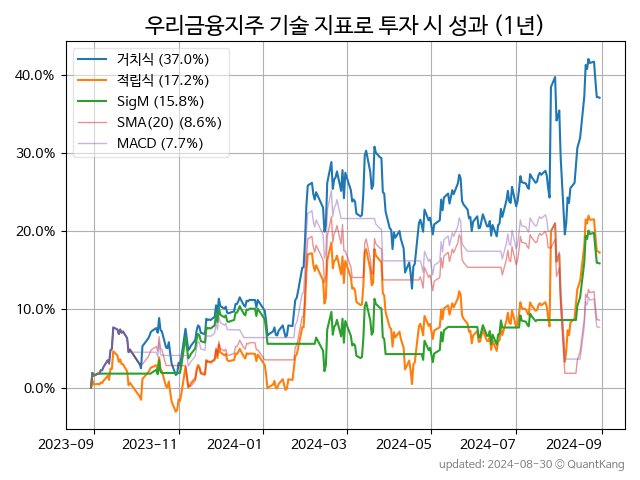 우리금융지주 기술 지표로 투자 시 성과 (1년)
거치식 (37.0%)
적립식 (17.2%)
SigM (15.8%)
SMA(20) (8.6%)
MACD (7.7%)
40.0%
30.0%
20.0%
10.0%
0.0%
2023-09 2023-11 2024-01 2024-03 2024-05 2024-07 2024-09
updated: 2024-08-30 © QuantKang